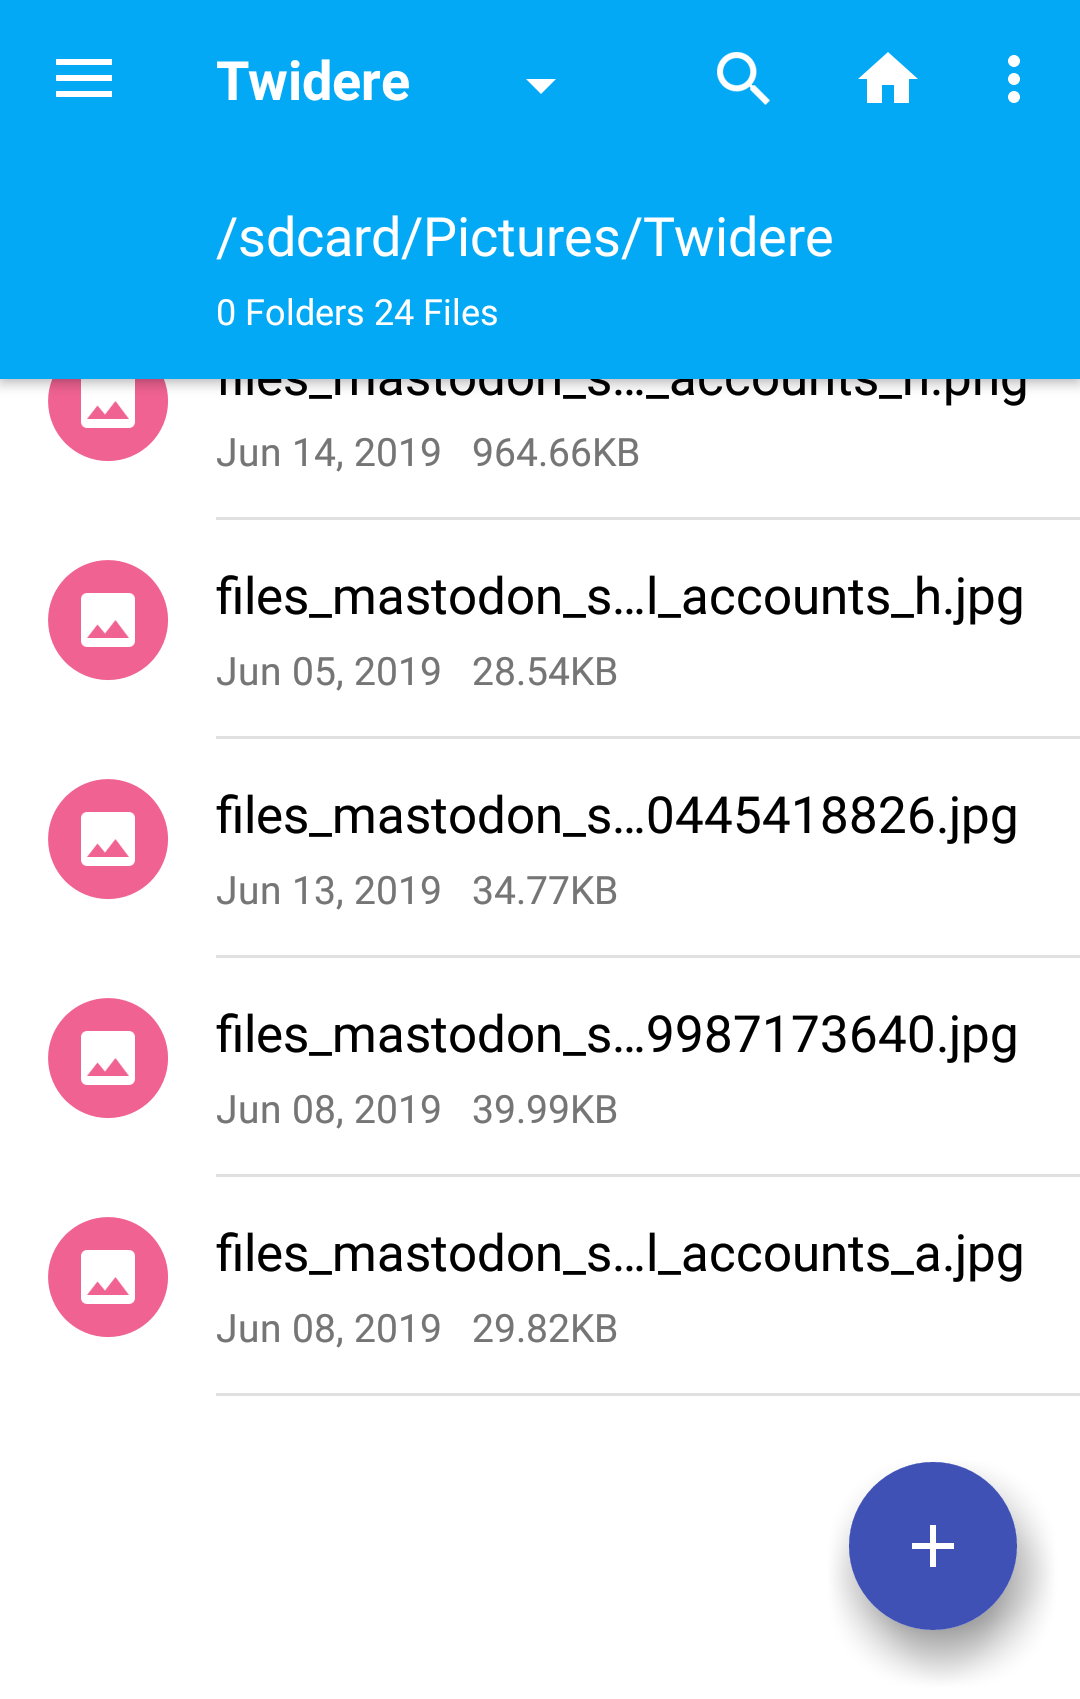 Twidere
/sdcard/Pictures/Twidere
0 Folders 24 Files
files_mastodon_s..._accounts_h.png
Jun 14, 2019 964.66KB
files_mastodon_s...l_accounts_h.jpg
Jun 05, 2019 28.54KB
files_mastodon_s...0445418826.jpg
Jun 13, 2019 34.77KB
files_mastodon_s...9987173640.jpg
Jun 08, 2019 39.99KB
files_mastodon_s...l_accounts_a.jpg
Jun 08, 2019 29.82KB